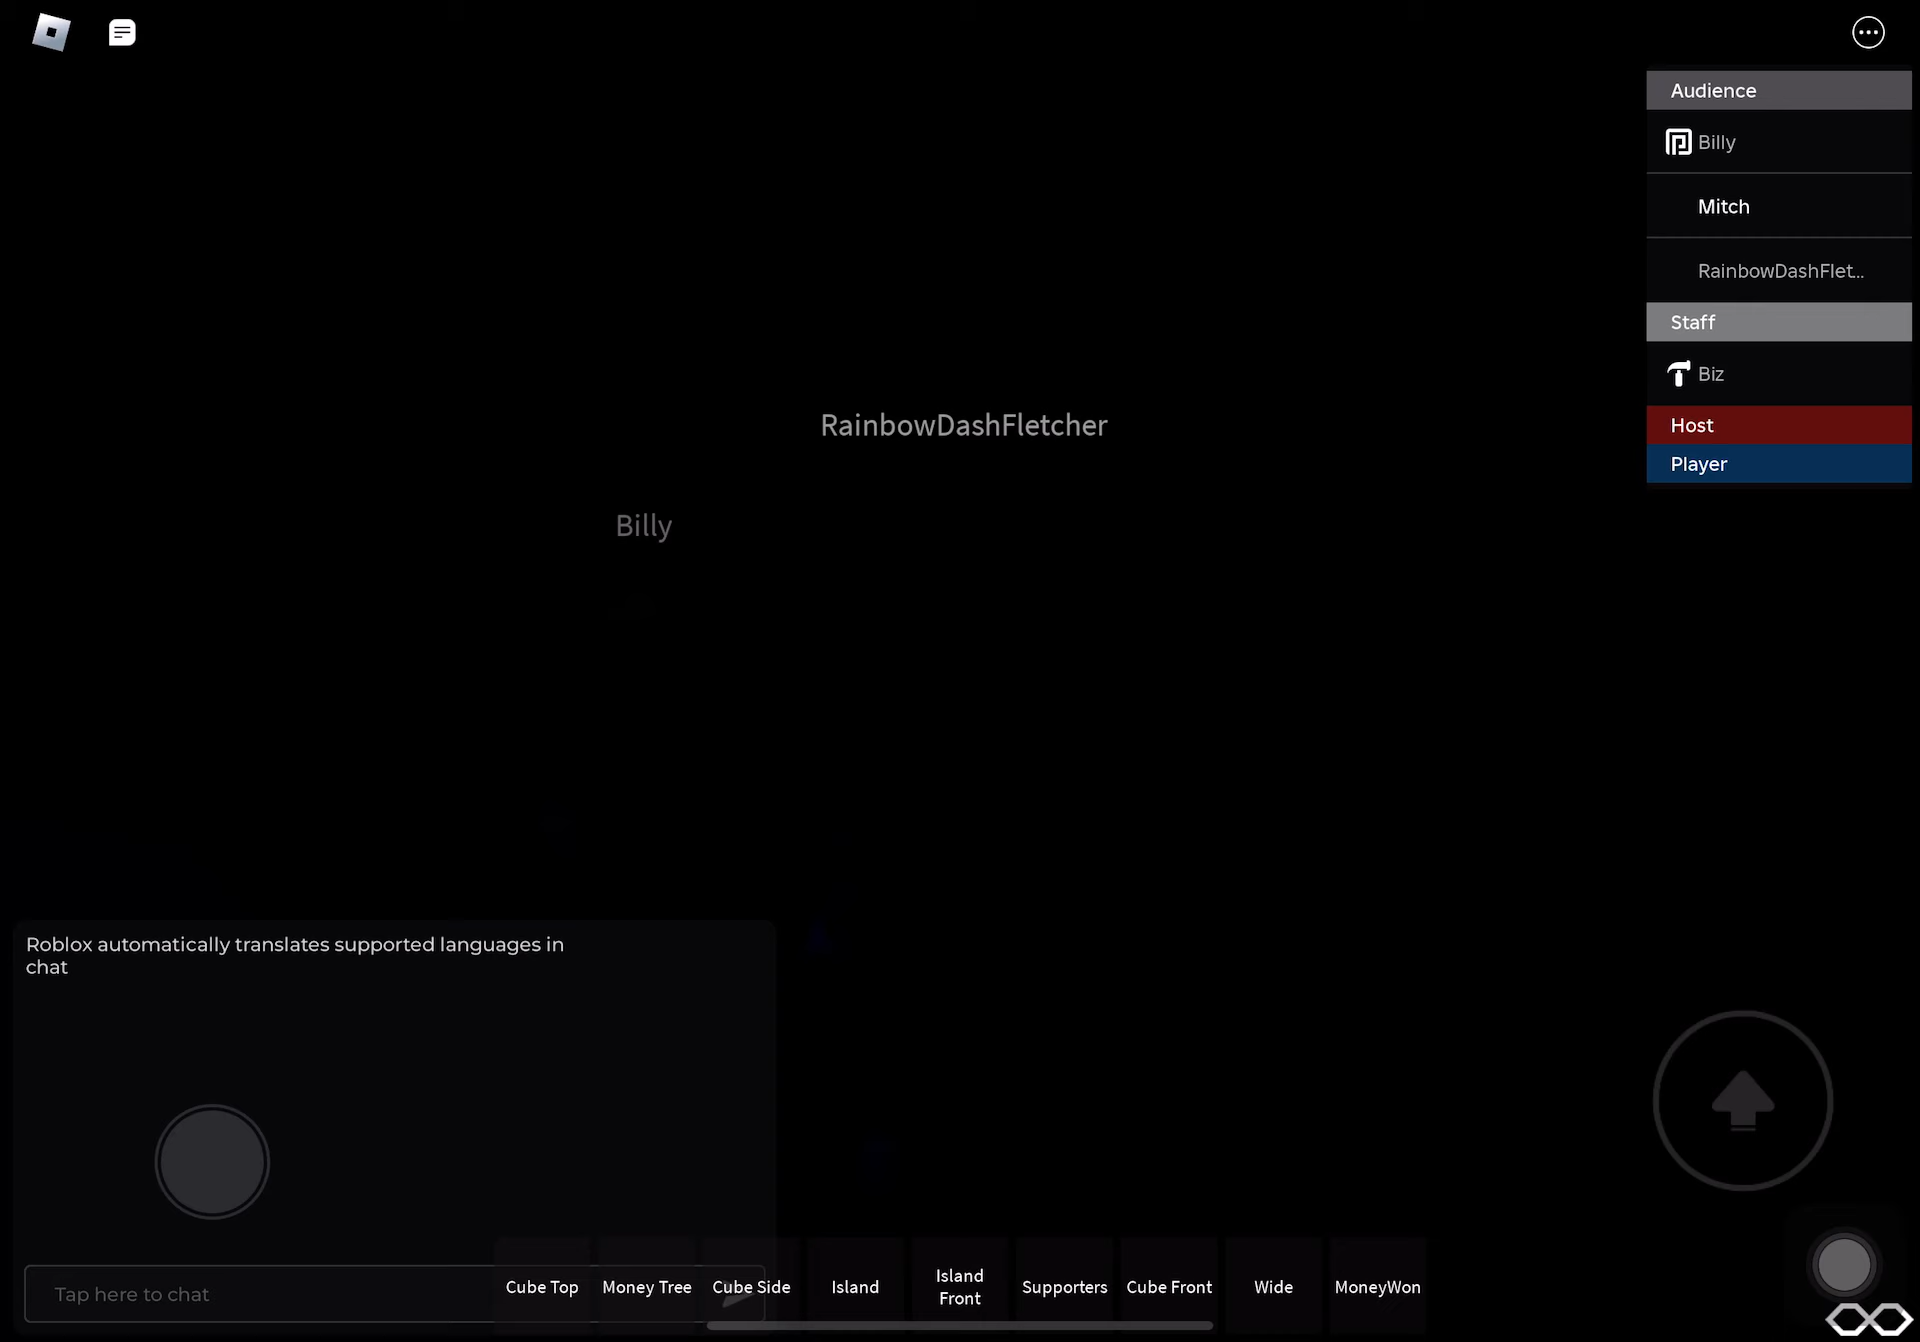 Audience
Billy
Mitch
RainbowDashFlet...
Staff
Biz
Host
Player
RainbowDashFletcher
Billy
Roblox automatically translates supported languages in
chat
Tap here to chat
Cube Top
Money Tree
Cube Side
Island
Island
Front
Supporters
Cube Front
Wide
MoneyWon